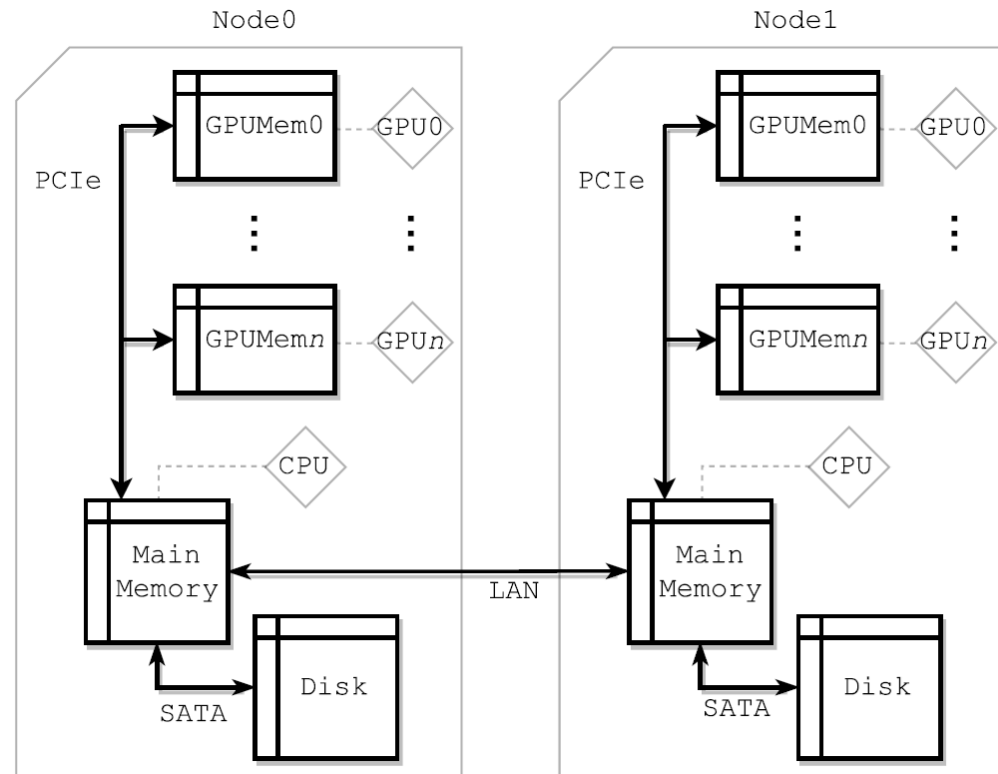 Node0
GPUMem0
GPU0
PCIe
⋮
⋮
GPUMemn
GPUn
CPU
Main
Memory
Disk
SATA
LAN
Node1
GPUMem0
GPU0
PCIe
⋮
⋮
GPUMemn
GPUn
CPU
Main
Memory
Disk
SATA